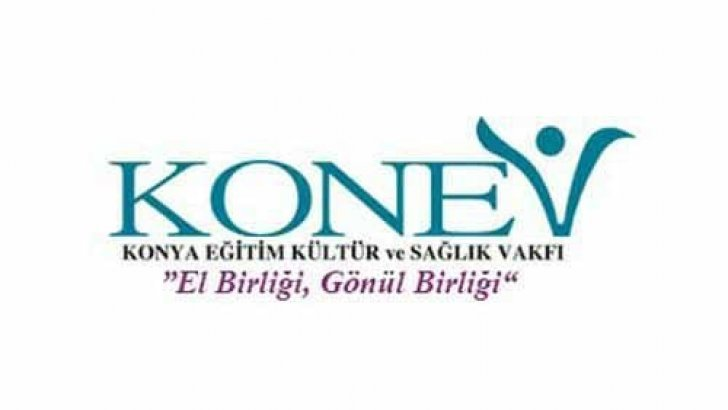 KONEV
KONYA EĞİTİM KÜLTÜR ve SAĞLIK VAKFI
”El Birliği, Gönül Birliği“